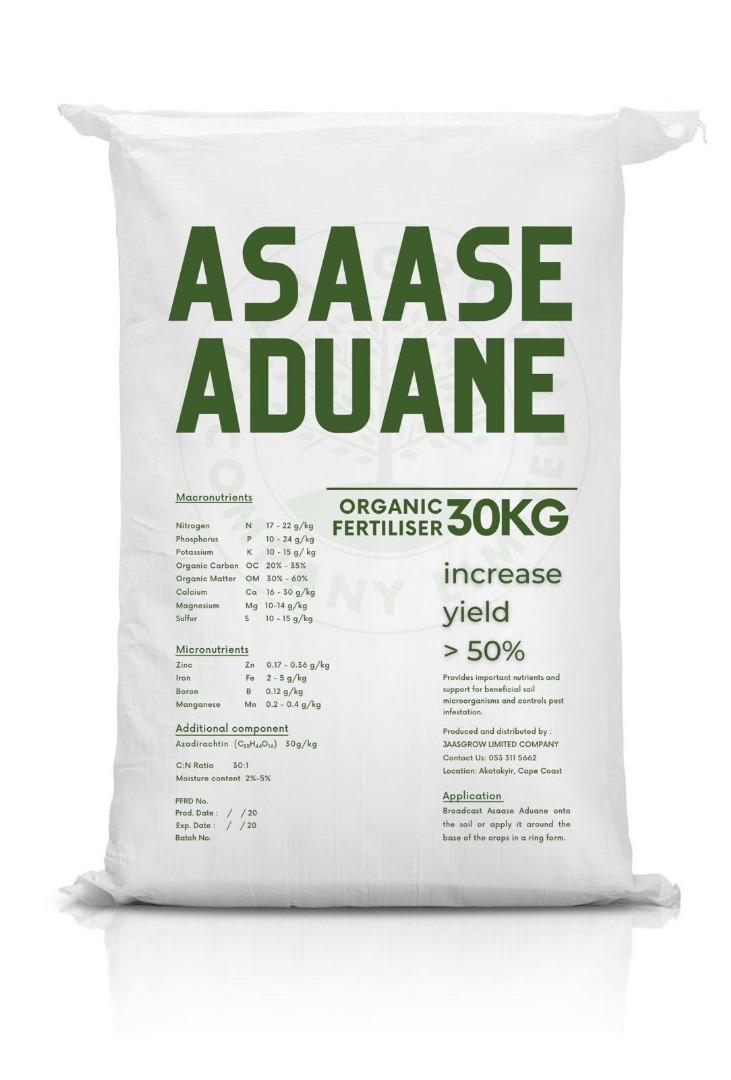 ASAASE
ADUANE
ORGANIC
FERTILISER
30KG
increase
yield
> 50%
Provides important nutrients and
support for beneficial soil
microorganisms and controls pest
infestation.
Produced and distributed by :
JAASGROW LIMITED COMPANY
Contact Us: 053 311 5662
Location: Akotokyir, Cape Coast
Application
Broadcast Asaase Aduane onto
the soil or apply it around the
base of the crops in a ring form.
Macronutrients
Nitrogen N 17 - 22 g/kg
Phosphorus P 10 - 24 g/kg
Potassium K 10 - 15 g/ kg
Organic Carbon OC 20% - 35%
Organic Matter OM 30% - 60%
Calcium Ca 16 - 30 g/kg
Magnesium Mg 10-14 g/kg
Sulfur S 10 - 15 g/kg
Micronutrients
Zinc Zn 0.17 - 0.36 g/kg
Iron Fe 2 - 5 g/kg
Boron B 0.12 g/kg
Manganese Mn 0.2 - 0.4 g/kg
Additional component
Azadirachtin (C₃₅H₄₄O₁₆) 30g/kg
C:N Ratio 30:1
Moisture content 2%-5%
PFRD No.
Prod. Date : / / 20
Exp. Date : / / 20
Batch No.